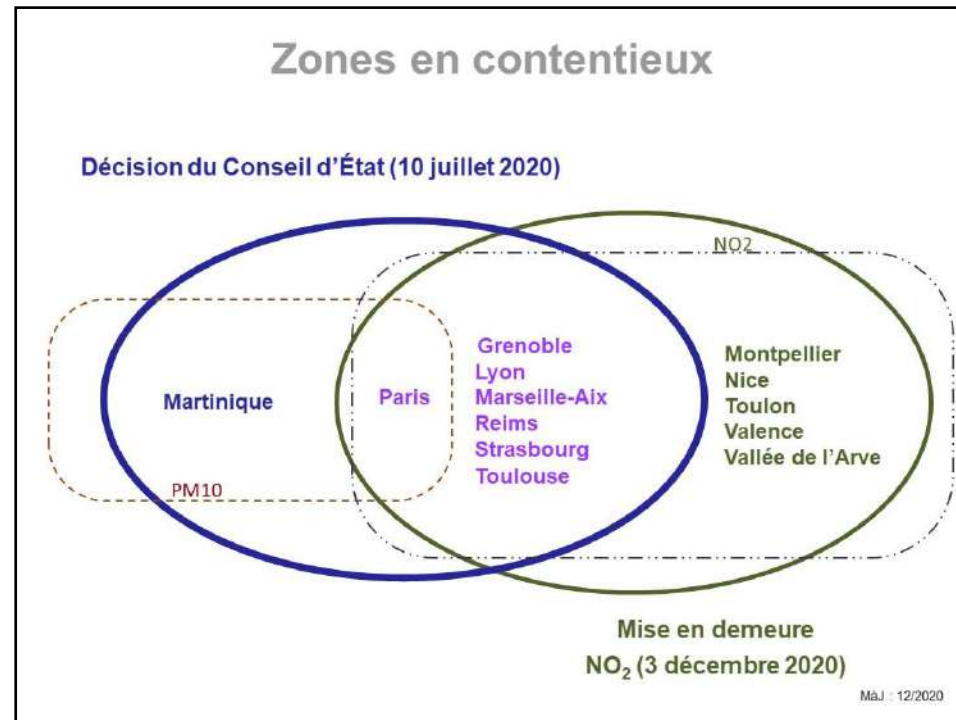 Zones en contentieux
Décision du Conseil d'État (10 juillet 2020)
NO2
Martinique
Paris
Grenoble
Lyon
Marseille-Aix
Reims
Strasbourg
Toulouse
Montpellier
Nice
Toulon
Valence
Vallée de l'Arve
PM10
Mise en demeure
NO₂ (3 décembre 2020)
MàJ : 12/2020